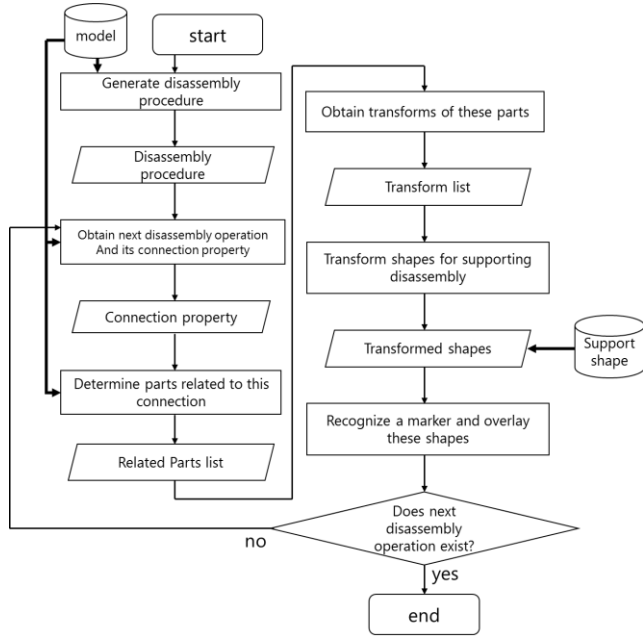 model
start
Generate disassembly
procedure
Disassembly
procedure
Obtain next disassembly operation
And its connection property
Connection property
Determine parts related to this
connection
Related Parts list
Obtain transforms of these parts
Transform list
Transform shapes for supporting
disassembly
Transformed shapes
Support
shape
Recognize a marker and overlay
these shapes
Does next
disassembly
operation exist?
no
yes
end